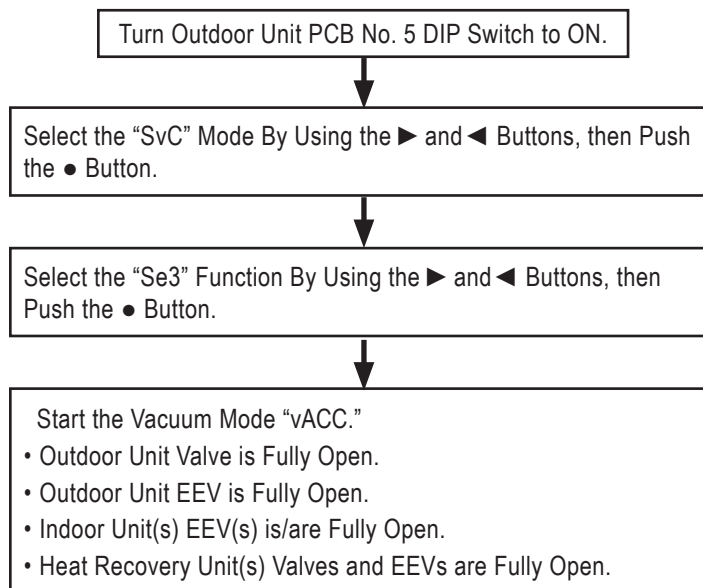 Turn Outdoor Unit PCB No. 5 DIP Switch to ON.
Select the “SvC” Mode By Using the ► and ◄ Buttons, then Push
the ● Button.
Select the “Se3” Function By Using the ► and ◄ Buttons, then
Push the ● Button.
Start the Vacuum Mode “vACC.”
• Outdoor Unit Valve is Fully Open.
• Outdoor Unit EEV is Fully Open.
• Indoor Unit(s) EEV(s) is/are Fully Open.
• Heat Recovery Unit(s) Valves and EEVs are Fully Open.